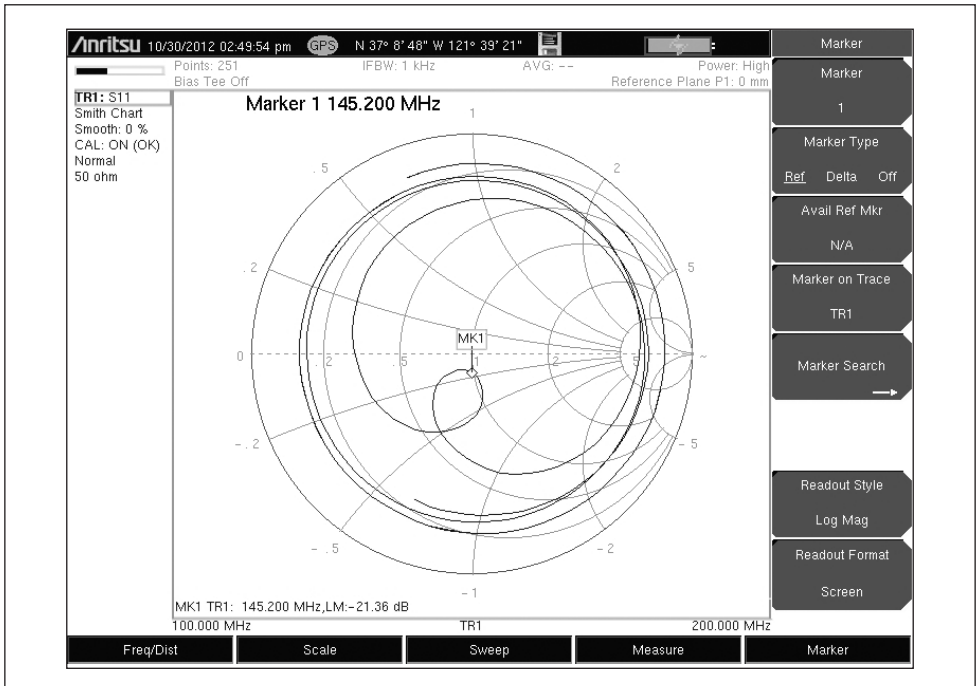 Anritsu 10/30/2012 02:49:54 pm GPS N 37° 8' 48" W 121° 39' 21"
Marker
Points: 251 IFBW: 1 kHz AVG: -- Power: High
Bias Tee Off Reference Plane P1: 0 mm
TR1: S11
Smith Chart
Smooth: 0 %
CAL: ON (OK)
Normal
50 ohm
Marker 1 145.200 MHz
1
.5
2
.2
5
MK1
0 .2 .5 1 2 5 ~
-.2
-5
-.5
-2
-1
MK1 TR1: 145.200 MHz,LM:-21.36 dB
100.000 MHz TR1 200.000 MHz
Marker
1
Marker Type
Ref Delta Off
Avail Ref Mkr
N/A
Marker on Trace
TR1
Marker Search
Readout Style
Log Mag
Readout Format
Screen
Freq/Dist Scale Sweep Measure Marker